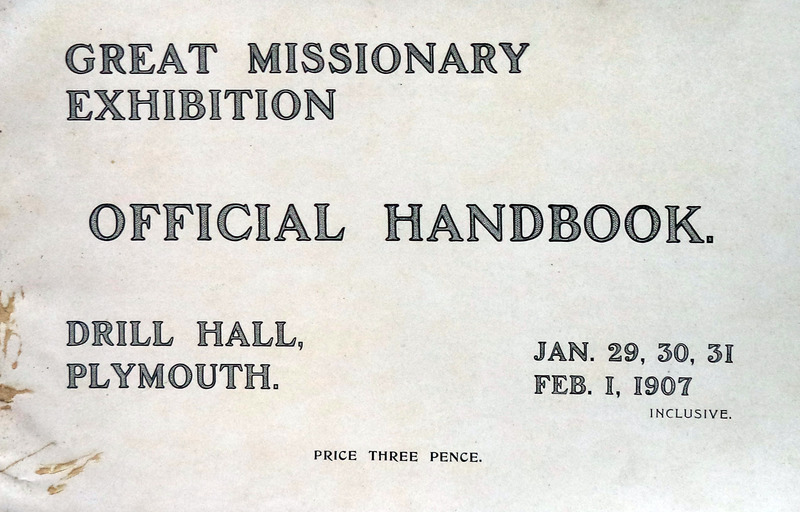 GREAT MISSIONARY
EXHIBITION
OFFICIAL HANDBOOK.
DRILL HALL,
PLYMOUTH.
JAN. 29, 30, 31
FEB. 1, 1907
INCLUSIVE.
PRICE THREE PENCE.